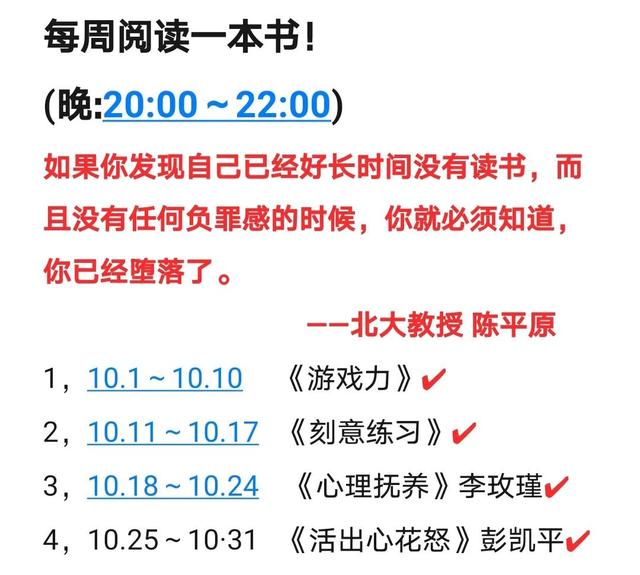 每周阅读一本书！
(晚:20:00～22:00)
如果你发现自己已经好长时间没有读书，而
且没有任何负罪感的时候，你就必须知道，
你已经堕落了。
——北大教授 陈平原
1，10.1～10.10 《游戏力》✔
2，10.11～10.17 《刻意练习》✔
3，10.18～10.24 《心理抚养》李玫瑾✔
4，10.25～10·31 《活出心花怒》彭凯平✔